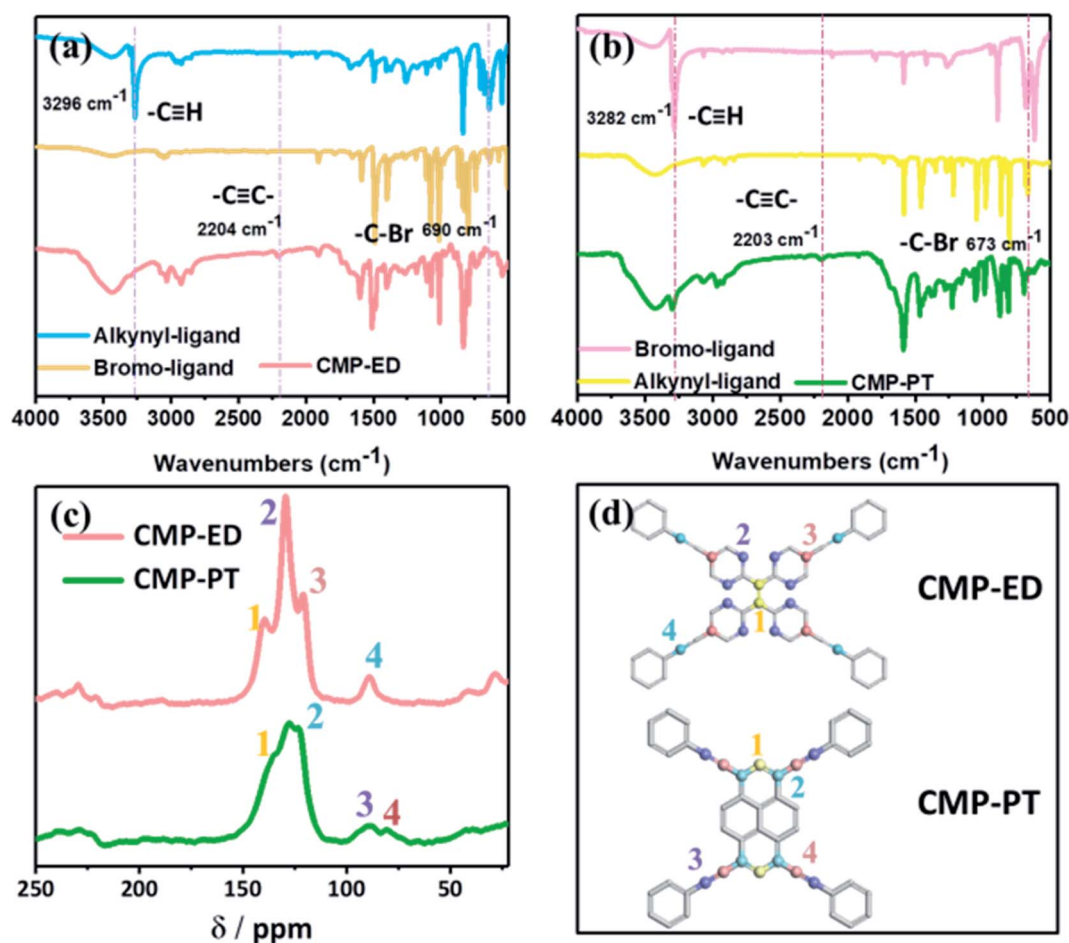 (a)
3296 cm⁻¹
-C≡H
-C≡C-
2204 cm⁻¹
-C-Br 690 cm⁻¹
Alkynyl-ligand
Bromo-ligand CMP-ED
4000 3500 3000 2500 2000 1500 1000 500
Wavenumbers (cm⁻¹)
(b)
3282 cm⁻¹
-C≡H
-C≡C-
2203 cm⁻¹
-C-Br 673 cm⁻¹
Bromo-ligand
Alkynyl-ligand CMP-PT
4000 3500 3000 2500 2000 1500 1000 500
Wavenumbers (cm⁻¹)
(c)
CMP-ED
CMP-PT
2
3
1
4
1
2
3
4
250 200 150 100 50
δ / ppm
(d)
2 3
CMP-ED
4 1
1
2
CMP-PT
3 4